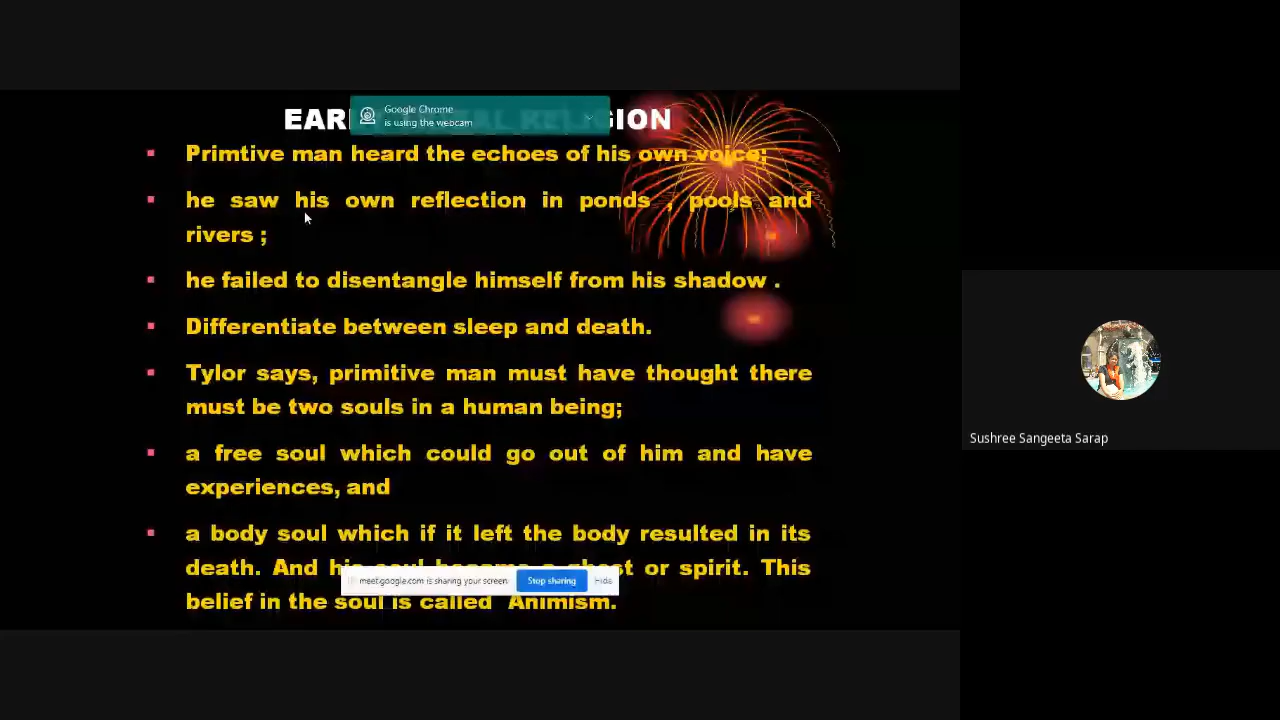 Google Chrome
is using the webcam
Primtive man heard the echoes of his own voice;
he saw his own reflection in ponds , pools and
rivers ;
he failed to disentangle himself from his shadow .
Differentiate between sleep and death.
Tylor says, primitive man must have thought there
must be two souls in a human being;
a free soul which could go out of him and have
experiences, and
a body soul which if it left the body resulted in its
death. And his soul became a ghost or spirit. This
meet.google.com is sharing your screen Stop sharing Hide
belief in the soul is called Animism.
Sushree Sangeeta Sarap